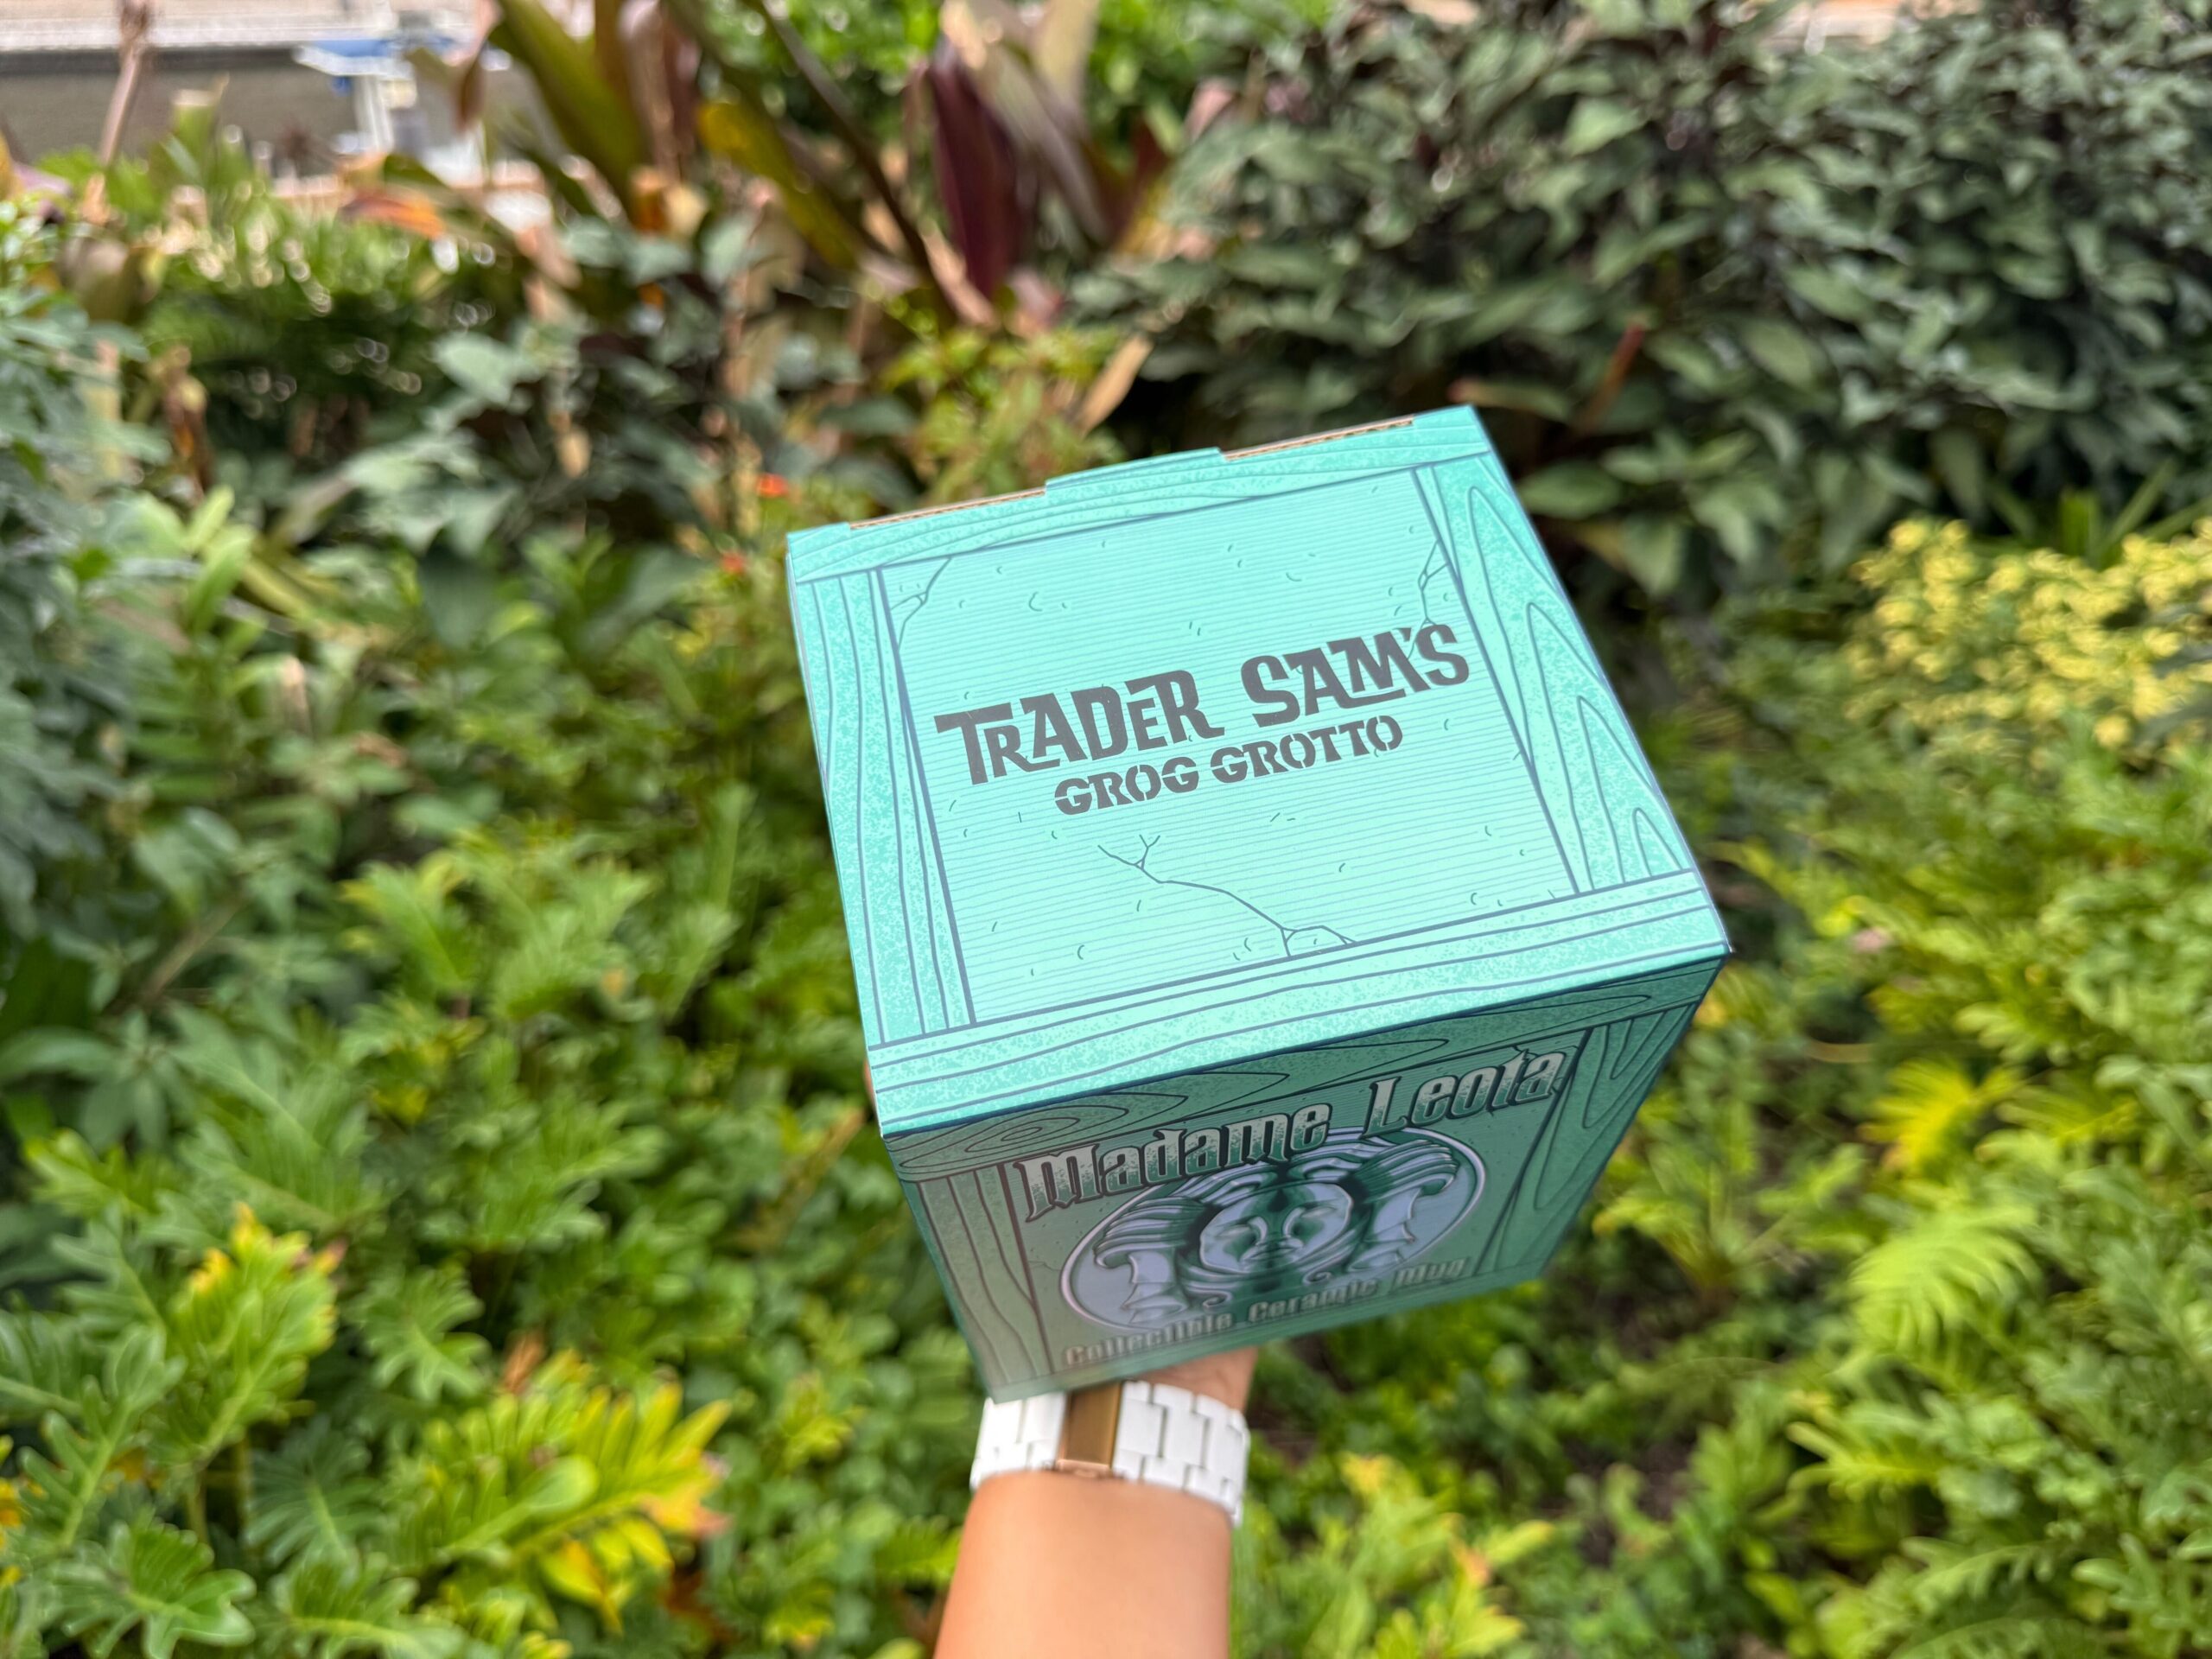 TRADER SAM'S
GROG GROTTO
Madame Leota
Collectible Ceramic Mug